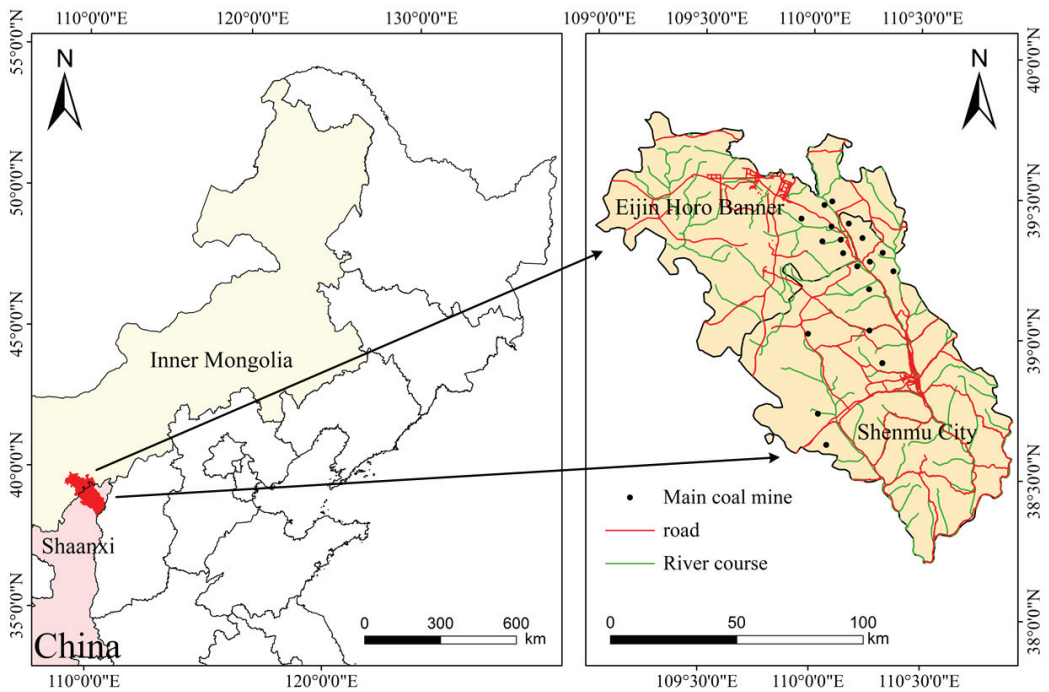 110°0'0"E 120°0'0"E 130°0'0"E
109°0'0"E 109°30'0"E 110°0'0"E 110°30'0"E
55°0'0"N
50°0'0"N
45°0'0"N
40°0'0"N
35°0'0"N
N
Inner Mongolia
Shaanxi
China
0 300 600
km
110°0'0"E 120°0'0"E
N
Eijin Horo Banner
Shenmu City
Main coal mine
road
River course
0 50 100
km
40°0'0"N
39°30'0"N
39°0'0"N
38°30'0"N
38°0'0"N
109°30'0"E 110°0'0"E 110°30'0"E